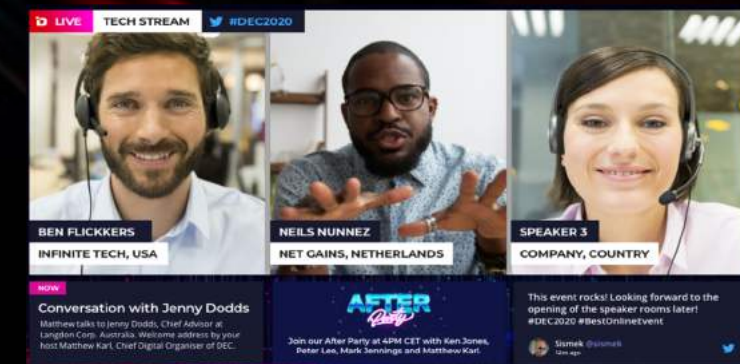 LIVE TECH STREAM #DEC2020
BEN FLICKKERS
INFINITE TECH, USA
NEILS NUNNEZ
NET GAINS, NETHERLANDS
SPEAKER 3
COMPANY, COUNTRY
NOW
Conversation with Jenny Dodds
Matthew talks to Jenny Dodds, Chief Advisor at
Langdon Corp. Australia. Welcome address by your
host Matthew Karl, Chief Digital Organiser of DEC.
AFTER
Party
Join our After Party at 4PM CET with Ken Jones,
Peter Lee, Mark Jennings and Matthew Karl.
This event rocks! Looking forward to the
opening of the speaker rooms later!
#DEC2020 #BestOnlineEvent
Sismek @sismek
12m ago